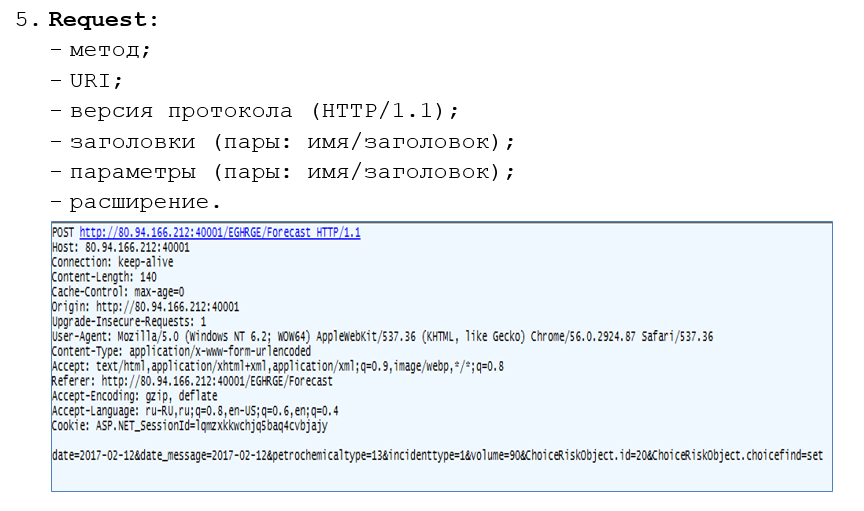 5. Request:
– метод;
– URI;
– версия протокола (HTTP/1.1);
– заголовки (пары: имя/заголовок);
– параметры (пары: имя/заголовок);
– расширение.
POST http://80.94.166.212:40001/EGHRGE/Forecast HTTP/1.1
Host: 80.94.166.212:40001
Connection: keep-alive
Content-Length: 140
Cache-Control: max-age=0
Origin: http://80.94.166.212:40001
Upgrade-Insecure-Requests: 1
User-Agent: Mozilla/5.0 (Windows NT 6.2; WOW64) AppleWebKit/537.36 (KHTML, like Gecko) Chrome/56.0.2924.87 Safari/537.36
Content-Type: application/x-www-form-urlencoded
Accept: text/html,application/xhtml+xml,application/xml;q=0.9,image/webp,*/*;q=0.8
Referer: http://80.94.166.212:40001/EGHRGE/Forecast
Accept-Encoding: gzip, deflate
Accept-Language: ru-RU,ru;q=0.8,en-US;q=0.6,en;q=0.4
Cookie: ASP.NET_SessionId=lqmzxkkwchjq5baq4cvbjajy
date=2017-02-12&date_message=2017-02-12&petrochemicaltype=13&incidenttype=1&volume=90&ChoiceRiskObject.id=20&ChoiceRiskObject.choicefind=set